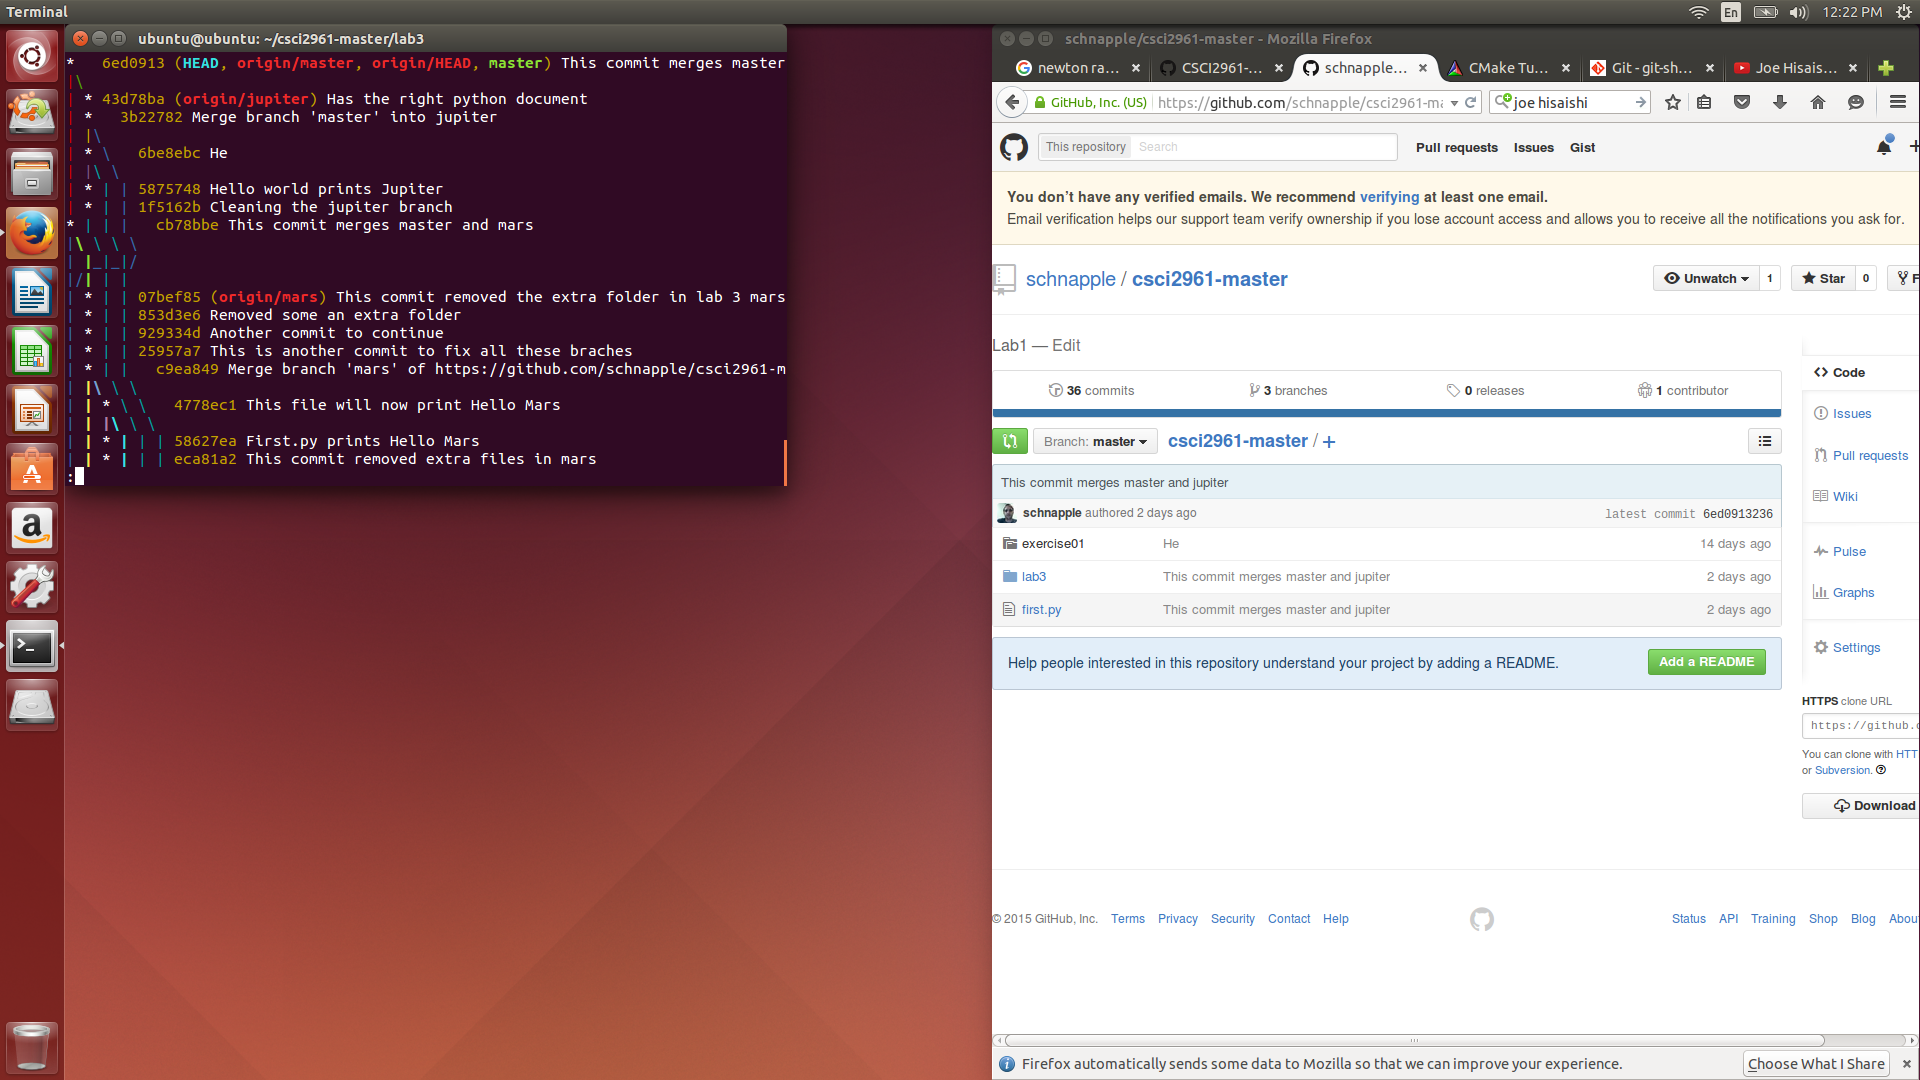 Terminal
En
12:22 PM
ubuntu@ubuntu: ~/csci2961-master/lab3
*   6ed0913 (HEAD, origin/master, origin/HEAD, master) This commit merges master
|\
| * 43d78ba (origin/jupiter) Has the right python document
| *   3b22782 Merge branch 'master' into jupiter
| |\
| * \   6be8ebc He
| |\ \
| * | | 5875748 Hello world prints Jupiter
| * | | 1f5162b Cleaning the jupiter branch
* | | |   cb78bbe This commit merges master and mars
|\ \ \ \
| |_|_|/
|/| | |
| * | | 07bef85 (origin/mars) This commit removed the extra folder in lab 3 mars
| * | | 853d3e6 Removed some an extra folder
| * | | 929334d Another commit to continue
| * | | 25957a7 This is another commit to fix all these braches
| * | |   c9ea849 Merge branch 'mars' of https://github.com/schnapple/csci2961-m
| |\ \ \
| | * \ \   4778ec1 This file will now print Hello Mars
| | |\ \ \
| | * | | | 58627ea First.py prints Hello Mars
| | * | | | eca81a2 This commit removed extra files in mars
:
schnapple/csci2961-master - Mozilla Firefox
newton ra...
CSCI2961-...
schnapple...
CMake Tu...
Git - git-sh...
Joe Hisais...
GitHub, Inc. (US)
https://github.com/schnapple/csci2961-ma
joe hisaishi
This repository
Search
Pull requests
Issues
Gist
You don't have any verified emails. We recommend verifying at least one email.
Email verification helps our support team verify ownership if you lose account access and allows you to receive all the notifications you ask for.
schnapple / csci2961-master
Unwatch
1
Star
0
F
Lab1 — Edit
36 commits
3 branches
0 releases
1 contributor
Branch: master
csci2961-master / +
This commit merges master and jupiter
schnapple authored 2 days ago
latest commit 6ed0913236
exercise01
He
14 days ago
lab3
This commit merges master and jupiter
2 days ago
first.py
This commit merges master and jupiter
2 days ago
Help people interested in this repository understand your project by adding a README.
Add a README
Code
Issues
Pull requests
Wiki
Pulse
Graphs
Settings
HTTPS clone URL
https://github.c
You can clone with HTT
or Subversion.
Download
© 2015 GitHub, Inc.
Terms
Privacy
Security
Contact
Help
Status
API
Training
Shop
Blog
Abou
Firefox automatically sends some data to Mozilla so that we can improve your experience.
Choose What I Share